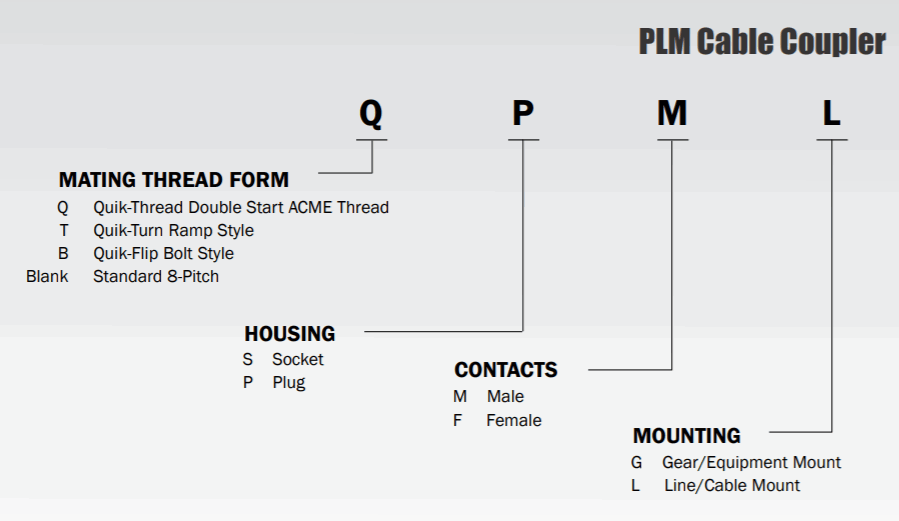 PLM Cable Coupler
Q P M L
MATING THREAD FORM
Q Quik-Thread Double Start ACME Thread
T Quik-Turn Ramp Style
B Quik-Flip Bolt Style
Blank Standard 8-Pitch
HOUSING
S Socket
P Plug
CONTACTS
M Male
F Female
MOUNTING
G Gear/Equipment Mount
L Line/Cable Mount